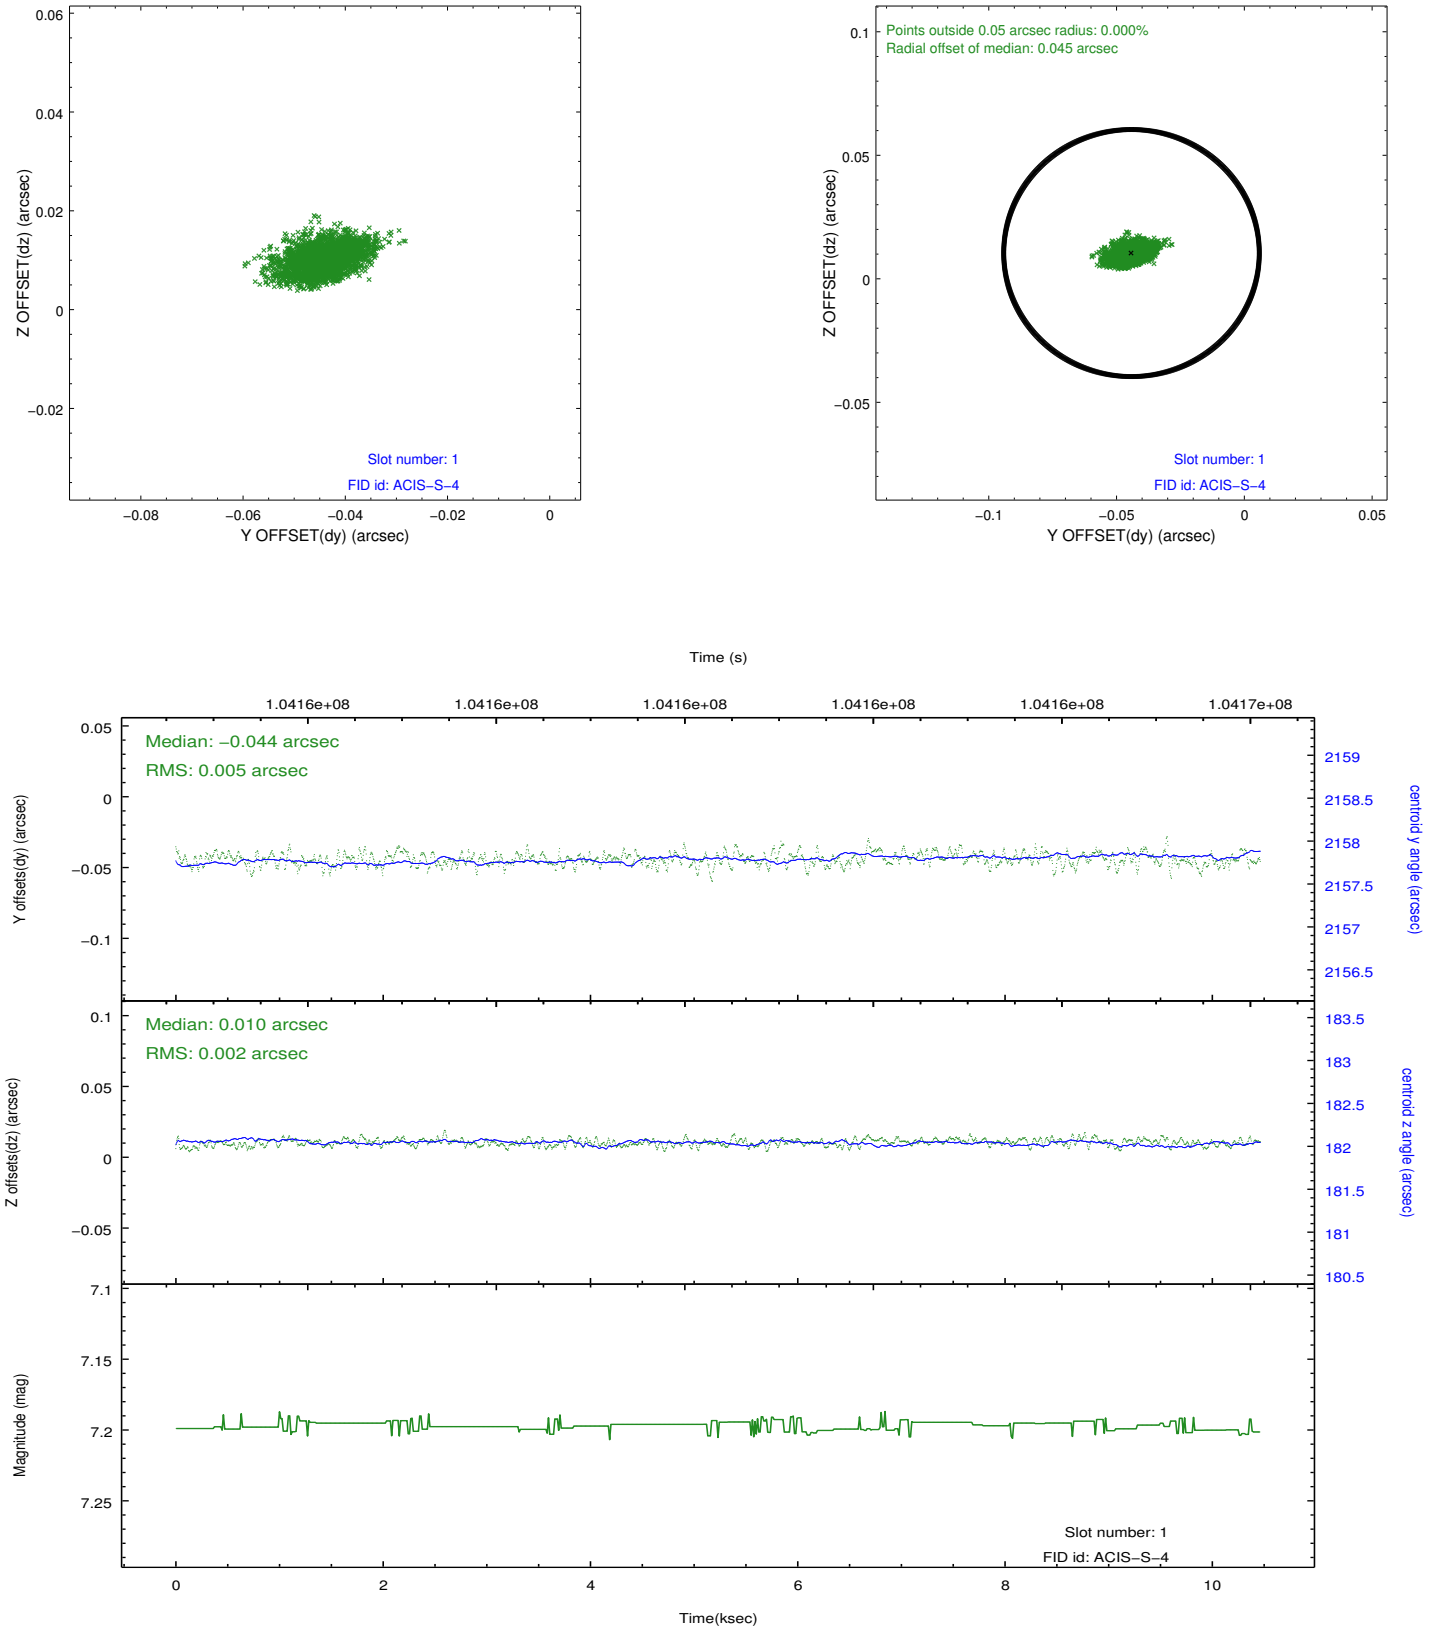 0.06
0.04
0.02
0
−0.02
Z OFFSET(dz) (arcsec)
Slot number: 1
FID id: ACIS−S−4
−0.08
−0.06
−0.04
−0.02
0
Y OFFSET(dy) (arcsec)
Points outside 0.05 arcsec radius: 0.000%
Radial offset of median: 0.045 arcsec
0.1
0.05
0
−0.05
Z OFFSET(dz) (arcsec)
Slot number: 1
FID id: ACIS−S−4
−0.1
−0.05
0
0.05
Y OFFSET(dy) (arcsec)
Time (s)
1.0416e+08
1.0416e+08
1.0416e+08
1.0416e+08
1.0416e+08
1.0417e+08
Median: −0.044 arcsec
RMS: 0.005 arcsec
0.05
0
−0.05
−0.1
Y offsets(dy) (arcsec)
2159
2158.5
2158
2157.5
2157
2156.5
centroid y angle (arcsec)
Median: 0.010 arcsec
RMS: 0.002 arcsec
0.1
0.05
0
−0.05
Z offsets(dz) (arcsec)
183.5
183
182.5
182
181.5
181
180.5
centroid z angle (arcsec)
7.1
7.15
7.2
7.25
Magnitude (mag)
Slot number: 1
FID id: ACIS−S−4
0
2
4
6
8
10
Time(ksec)